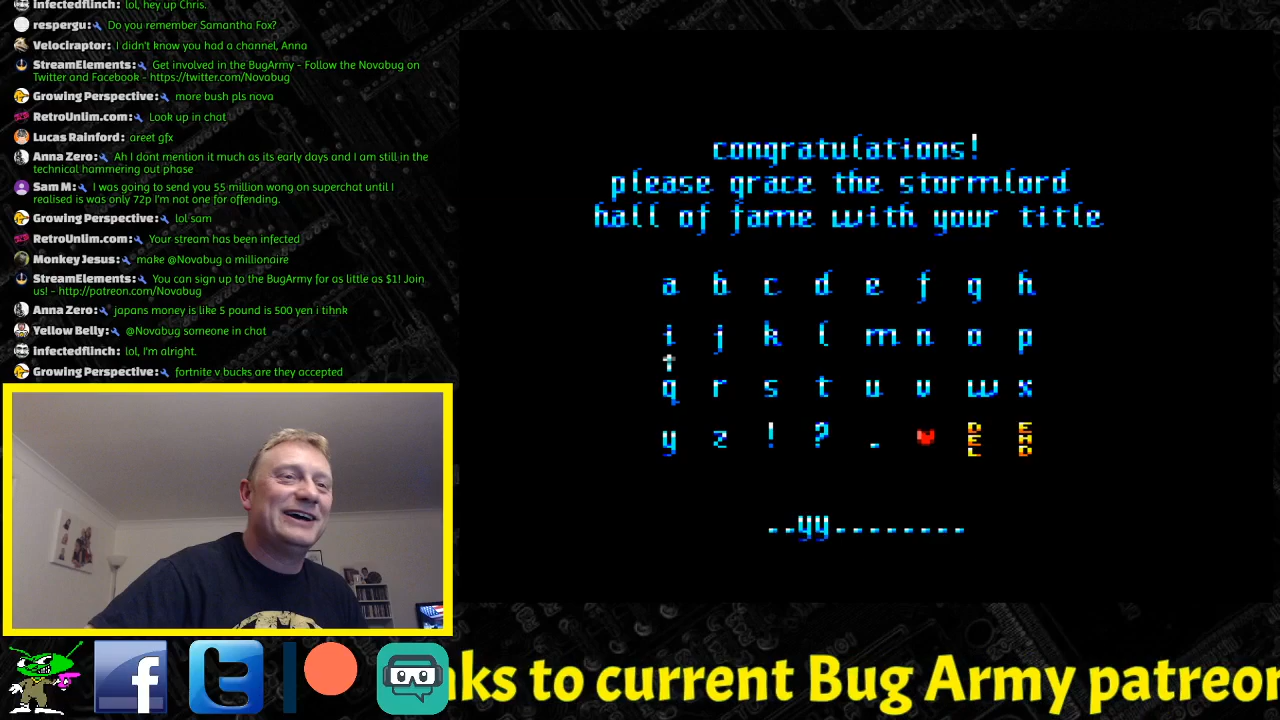 infectedflinch: lol, hey up Chris.
respergu: Do you remember Samantha Fox?
Velociraptor: I didn't know you had a channel, Anna
StreamElements: Get involved in the BugArmy - Follow the Novabug on
Twitter and Facebook - https://twitter.com/Novabug
Growing Perspective: more bush pls nova
RetroUnlim.com: Look up in chat
Lucas Rainford: areet gfx
Anna Zero: Ah I dont mention it much as its early days and I am still in the
technical hammering out phase
Sam M: I was going to send you 55 million wong on superchat until I
realised is was only 72p I'm not one for offending.
Growing Perspective: lol sam
RetroUnlim.com: Your stream has been infected
Monkey Jesus: make @Novabug a millionaire
StreamElements: You can sign up to the BugArmy for as little as $1! Join
us! - http://patreon.com/Novabug
Anna Zero: japans money is like 5 pound is 500 yen i tihnk
Yellow Belly: @Novabug someone in chat
infectedflinch: lol, I'm alright.
Growing Perspective: fortnite v bucks are they accepted
congratulations!
please grace the stormlord
hall of fame with your title
a b c d e f g h
i j k l m n o p
q r s t u v w x
y z ! ? . DEL END
--yy--------
nks to current Bug Army patreon